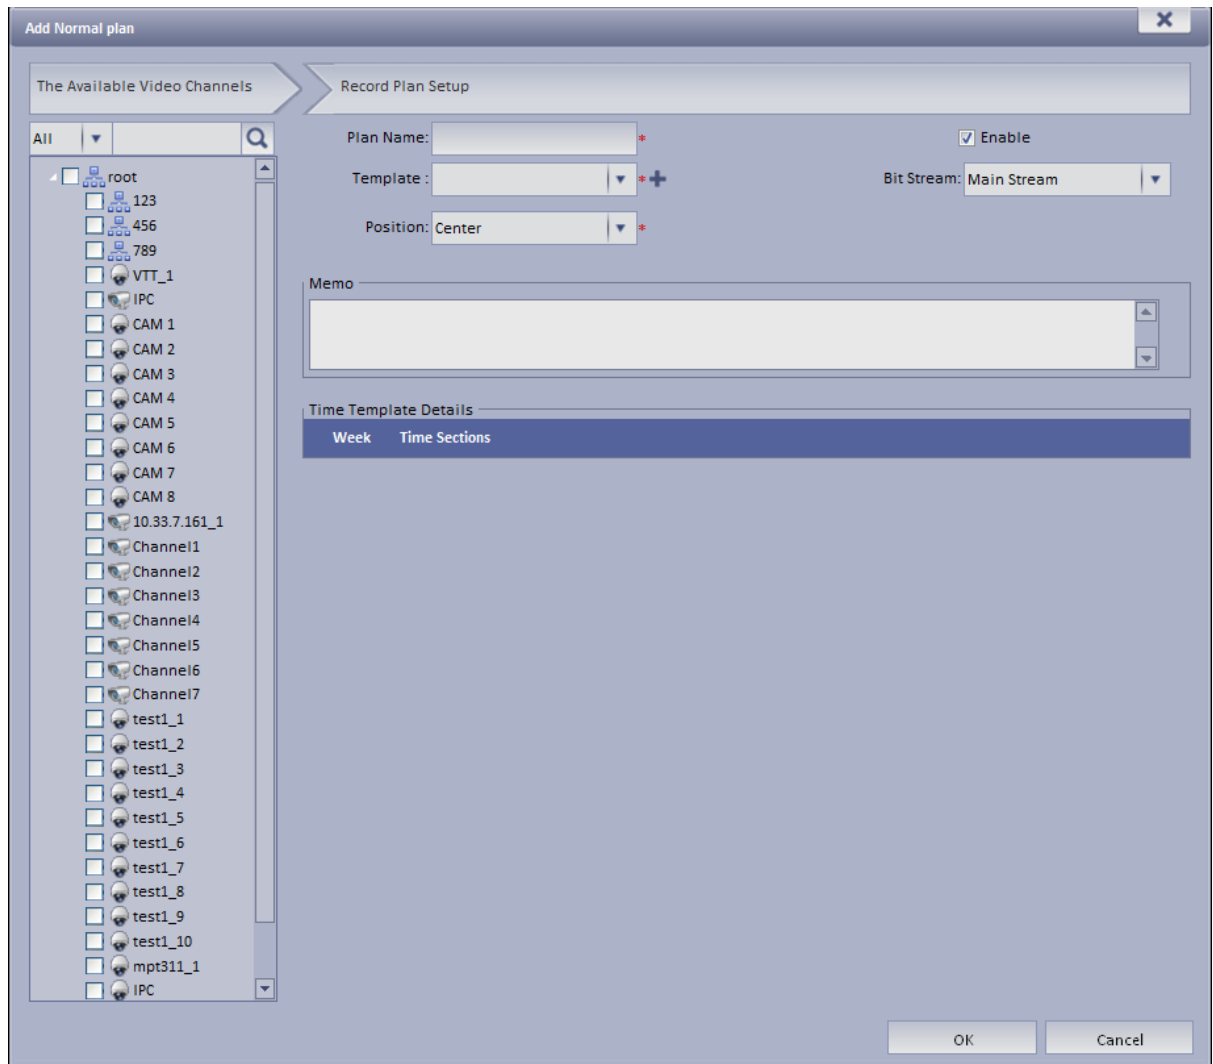 Add Normal plan
The Available Video Channels
Record Plan Setup
All
root
123
456
789
VTT_1
IPC
CAM 1
CAM 2
CAM 3
CAM 4
CAM 5
CAM 6
CAM 7
CAM 8
10.33.7.161_1
Channel1
Channel2
Channel3
Channel4
Channel5
Channel6
Channel7
test1_1
test1_2
test1_3
test1_4
test1_5
test1_6
test1_7
test1_8
test1_9
test1_10
mpt311_1
IPC
Plan Name: *
Enable
Template : *
Bit Stream: Main Stream
Position: Center *
Memo
Time Template Details
Week Time Sections
OK Cancel